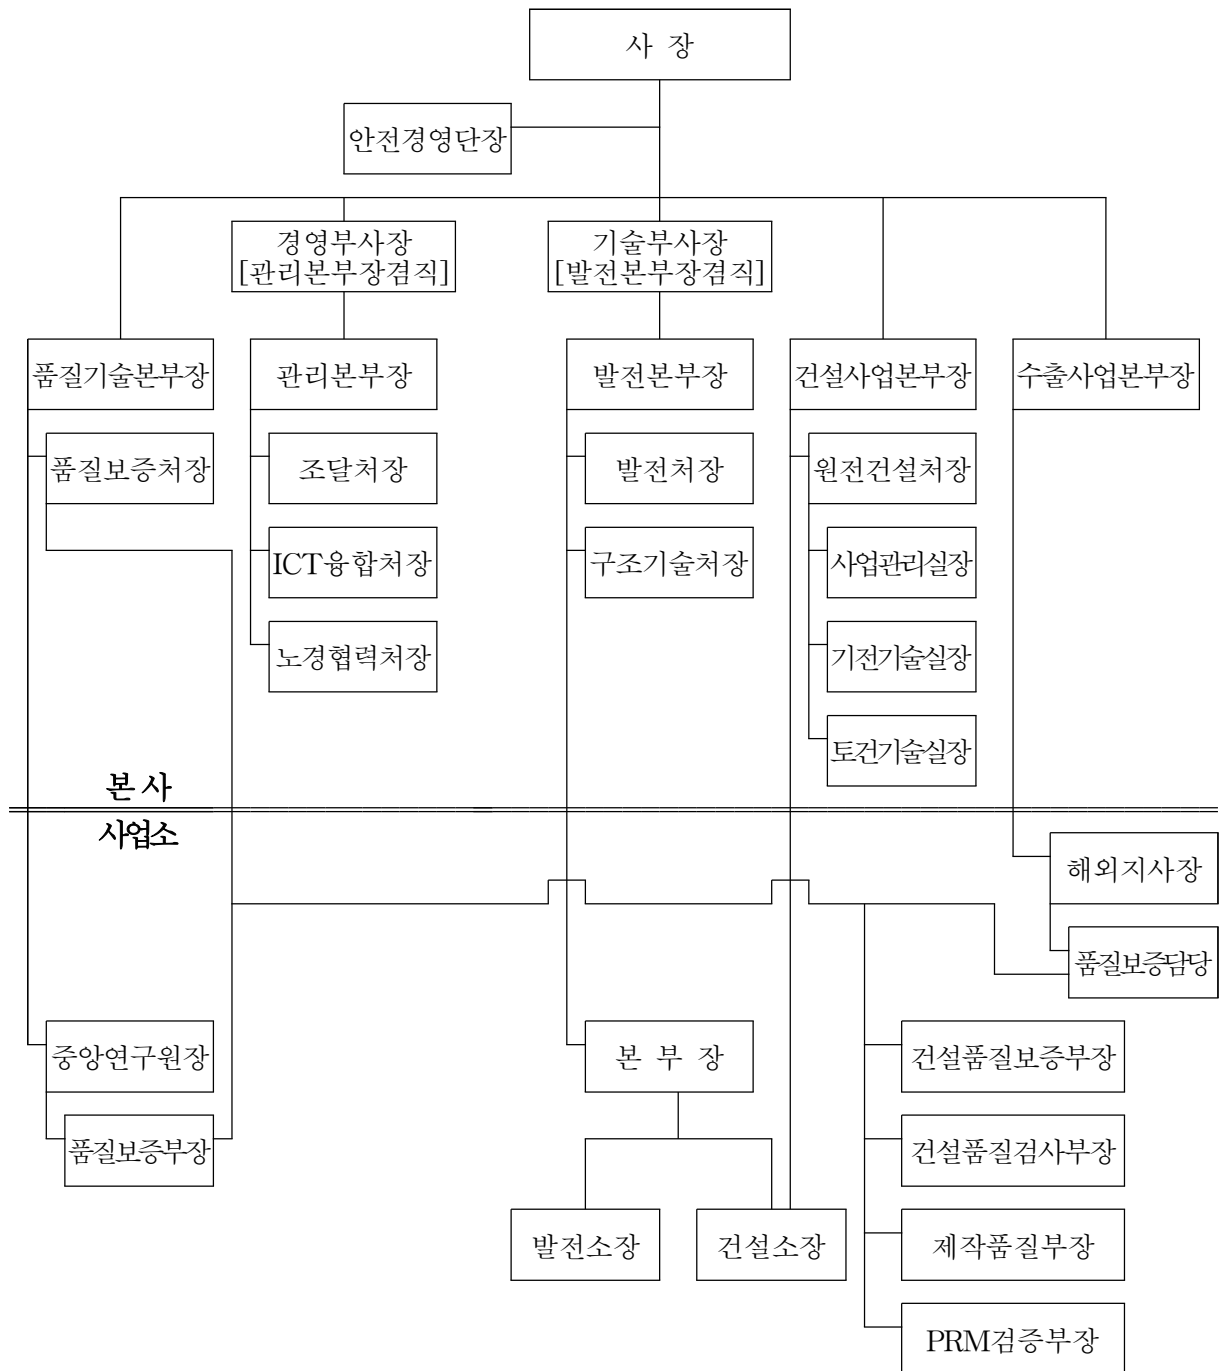 사 장
안전경영단장
경영부사장
[관리본부장겸직]
기술부사장
[발전본부장겸직]
품질기술본부장
관리본부장
발전본부장
건설사업본부장
수출사업본부장
품질보증처장
조달처장
발전처장
원전건설처장
ICT융합처장
구조기술처장
사업관리실장
노경협력처장
기전기술실장
토건기술실장
본 사
사업소
해외지사장
품질보증담당
중앙연구원장
본 부 장
건설품질보증부장
품질보증부장
건설품질검사부장
발전소장
건설소장
제작품질부장
PRM검증부장